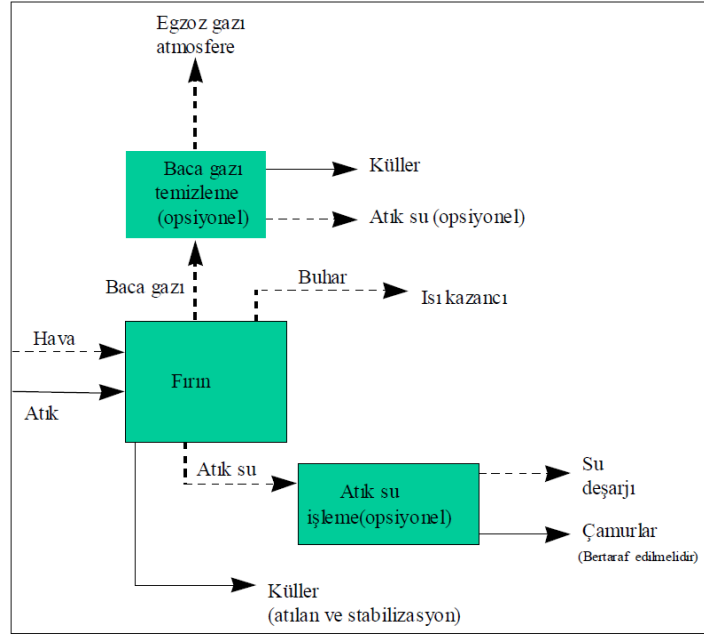 Egzoz gazı
atmosfere
Baca gazı
temizleme
(opsiyonel)
Küller
Atık su (opsiyonel)
Baca gazı
Buhar
Isı kazancı
Hava
Fırın
Atık
Atık su
Atık su
işleme(opsiyonel)
Su
deşarjı
Çamurlar
(Bertaraf edilmelidir)
Küller
(atılan ve stabilizasyon)